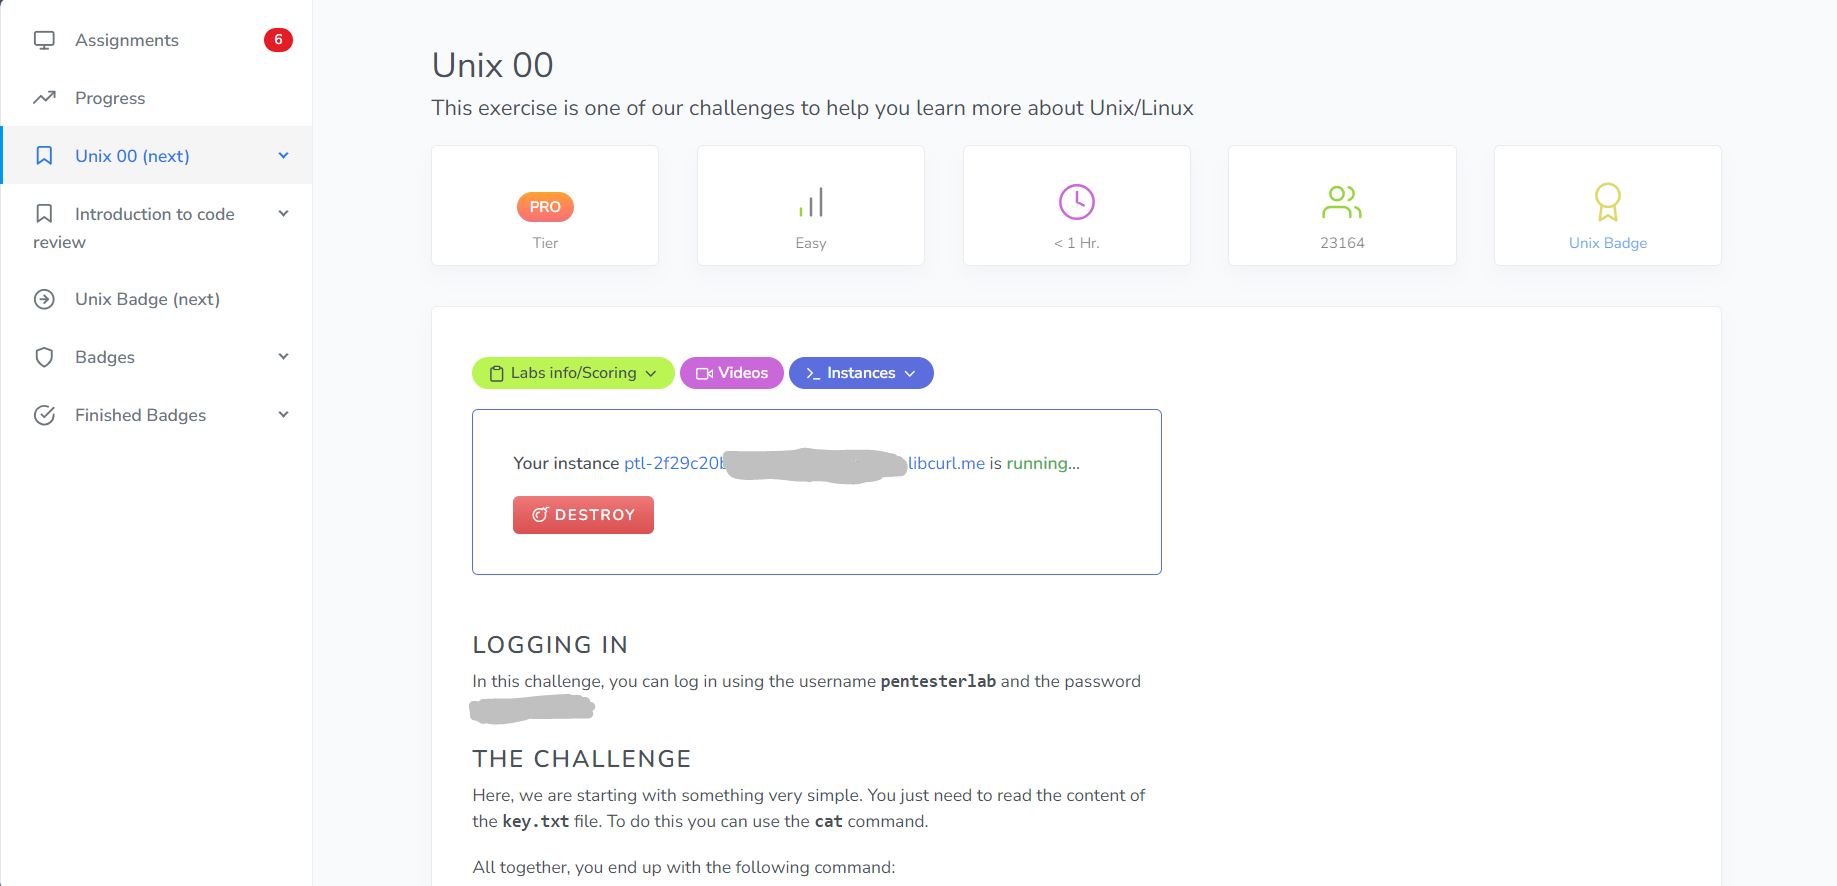 Assignments 6
Progress
Unix 00 (next)
Introduction to code
review
Unix Badge (next)
Badges
Finished Badges
Unix 00
This exercise is one of our challenges to help you learn more about Unix/Linux
PRO
Tier
Easy
< 1 Hr.
23164
Unix Badge
Labs info/Scoring
Videos
Instances
Your instance ptl-2f29c20 libcurl.me is running...
DESTROY
LOGGING IN
In this challenge, you can log in using the username pentesterlab and the password
THE CHALLENGE
Here, we are starting with something very simple. You just need to read the content of
the key.txt file. To do this you can use the cat command.
All together, you end up with the following command: